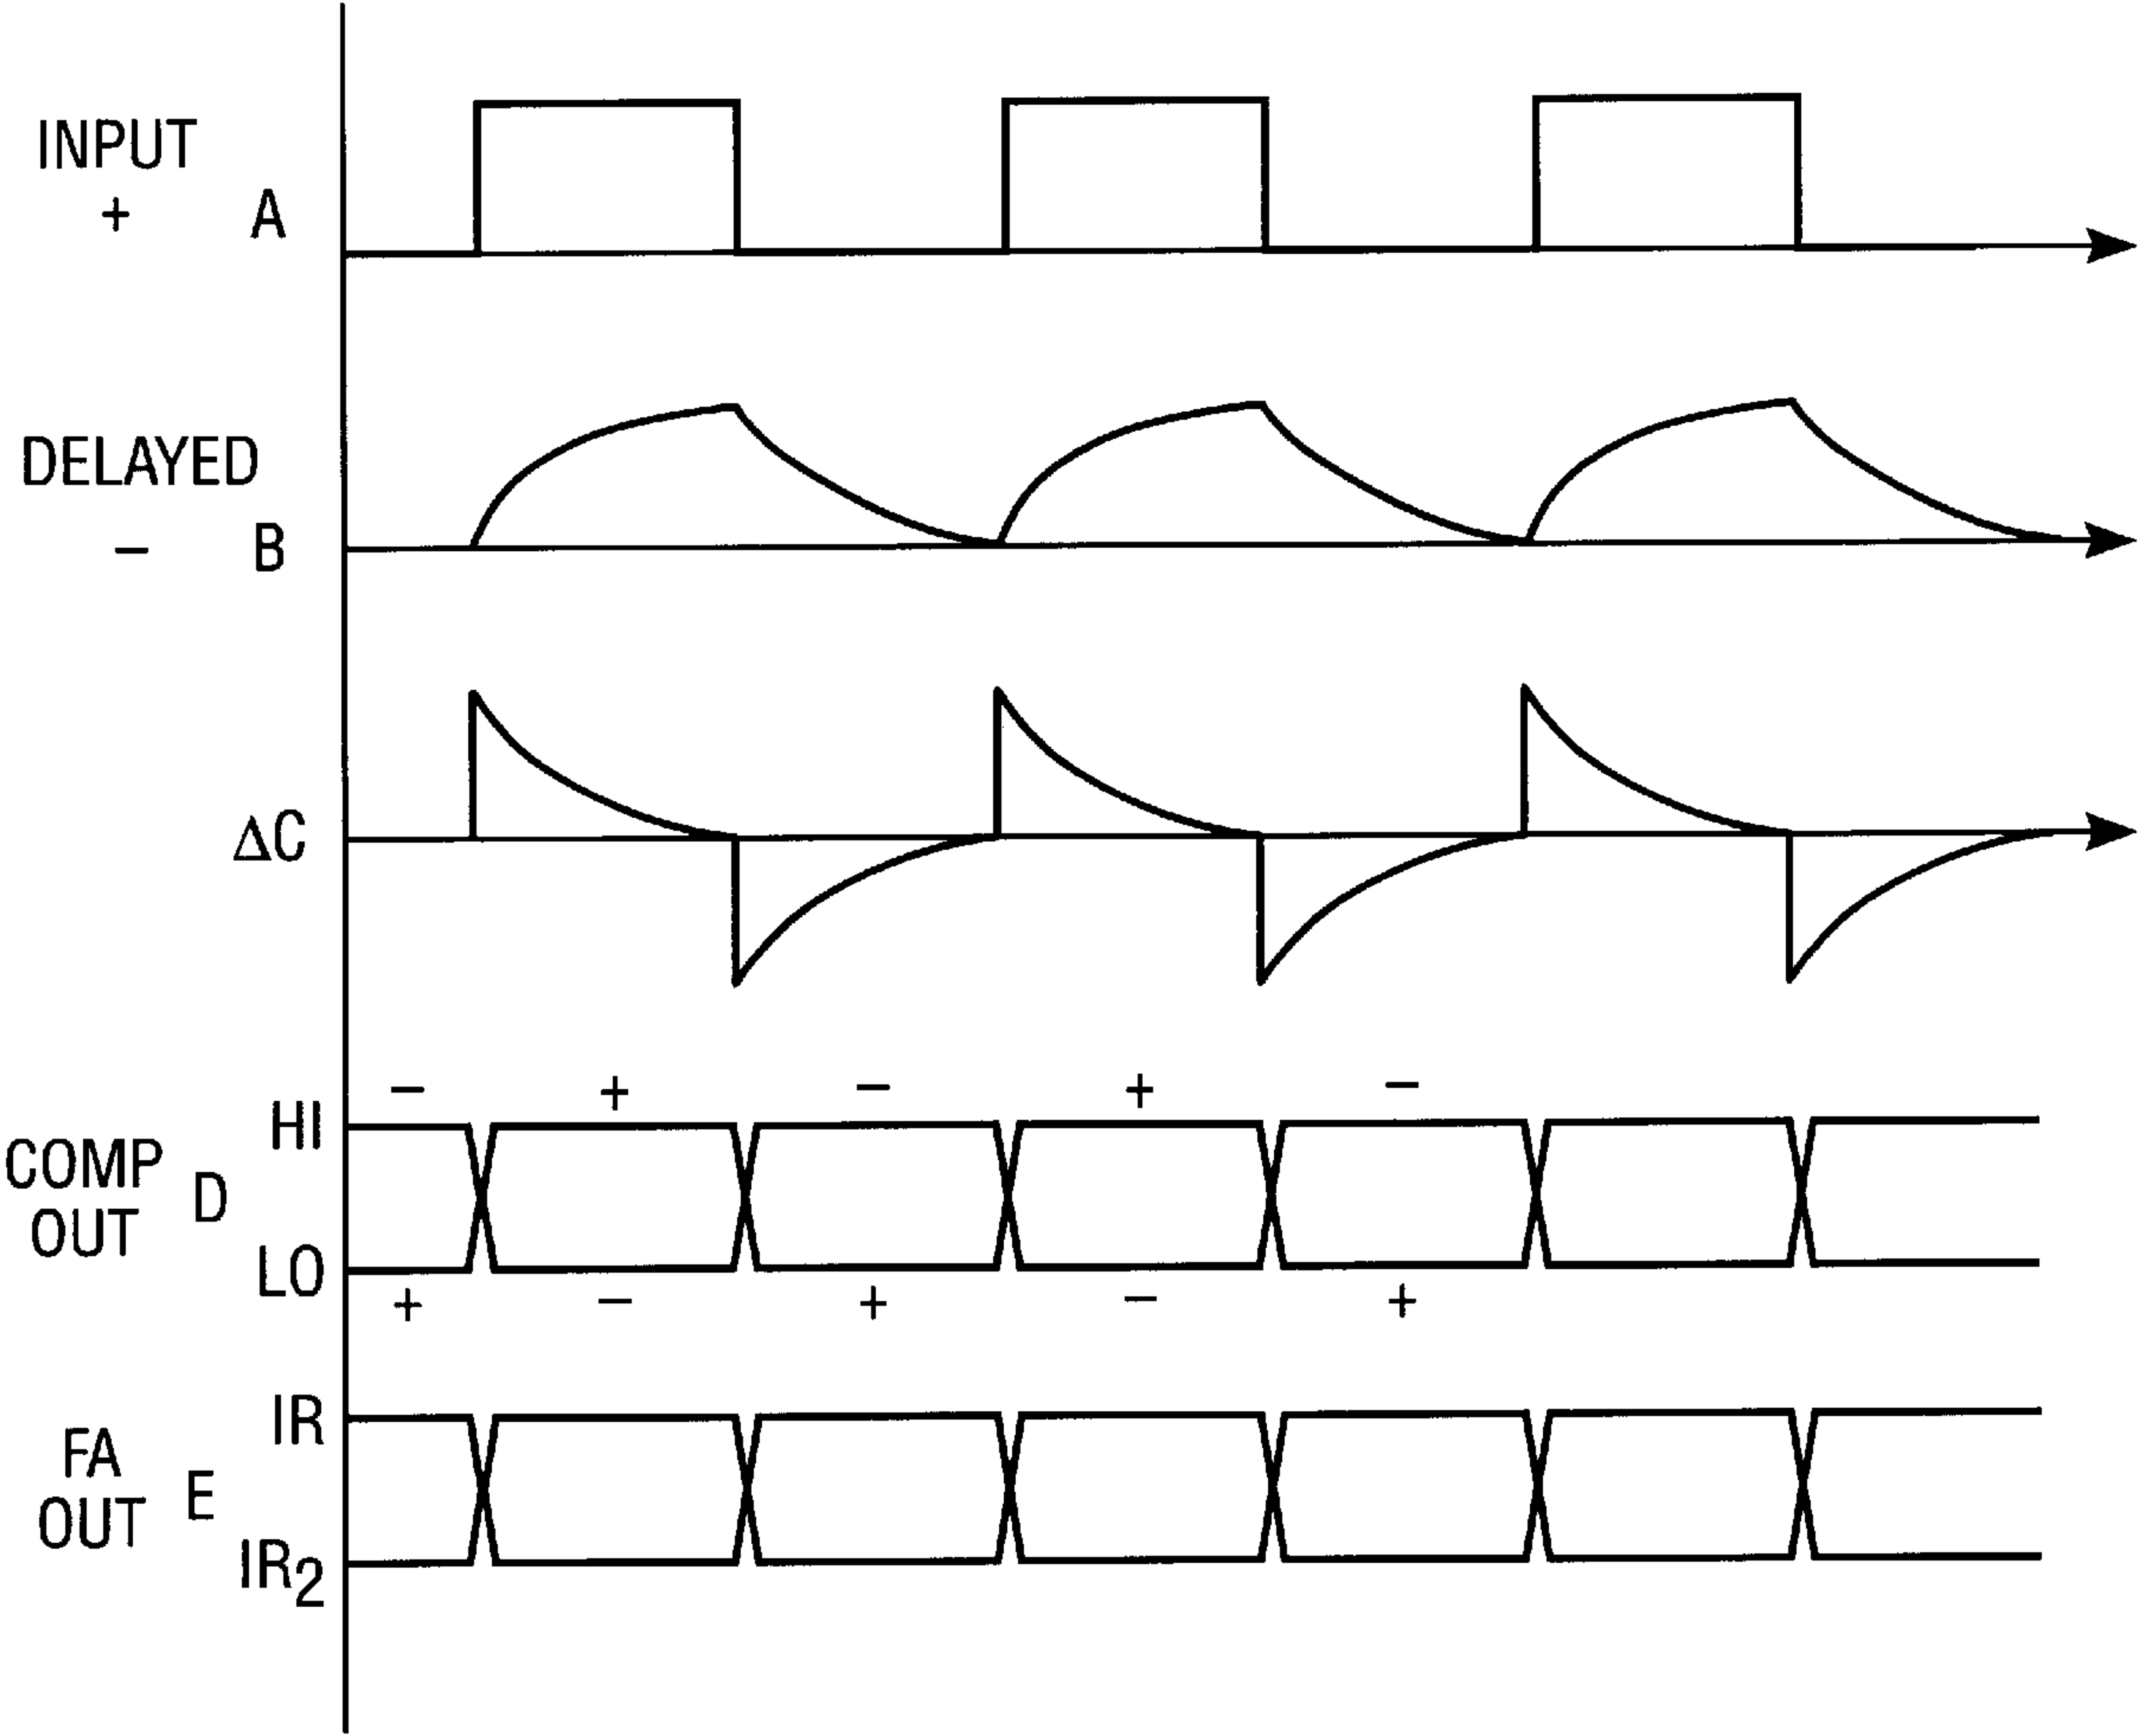 INPUT
+ A
DELAYED
− B
ΔC
− + − + −
HI
COMP
OUT
D
LO
+ − + − +
IR
FA
OUT
E
IR₂